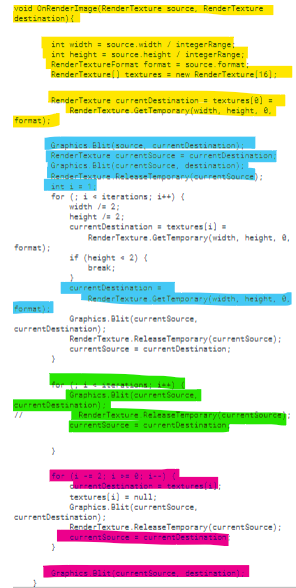 void OnRenderImage(RenderTexture source, RenderTexture
destination){
int width = source.width / integerRange;
int height = source.height / integerRange;
RenderTextureFormat format = source.format;
RenderTexture[] textures = new RenderTexture[16];
RenderTexture currentDestination = textures[0] =
RenderTexture.GetTemporary(width, height, 0,
format);
Graphics.Blit(source, currentDestination);
RenderTexture currentSource = currentDestination;
Graphics.Blit(currentSource, destination);
RenderTexture.ReleaseTemporary(currentSource);
int i = 1;
for (; i < iterations; i++) {
width /= 2;
height /= 2;
currentDestination = textures[i] =
RenderTexture.GetTemporary(width, height, 0,
format);
if (height < 2) {
break;
}
currentDestination =
RenderTexture.GetTemporary(width, height, 0,
format);
Graphics.Blit(currentSource,
currentDestination);
RenderTexture.ReleaseTemporary(currentSource);
currentSource = currentDestination;
}
for (; i < iterations; i++) {
Graphics.Blit(currentSource,
currentDestination);
// RenderTexture.ReleaseTemporary(currentSource);
currentSource = currentDestination;
}
for (i -= 2; i >= 0; i--) {
currentDestination = textures[i];
textures[i] = null;
Graphics.Blit(currentSource,
currentDestination);
RenderTexture.ReleaseTemporary(currentSource);
currentSource = currentDestination;
}
Graphics.Blit(currentSource, destination);
}